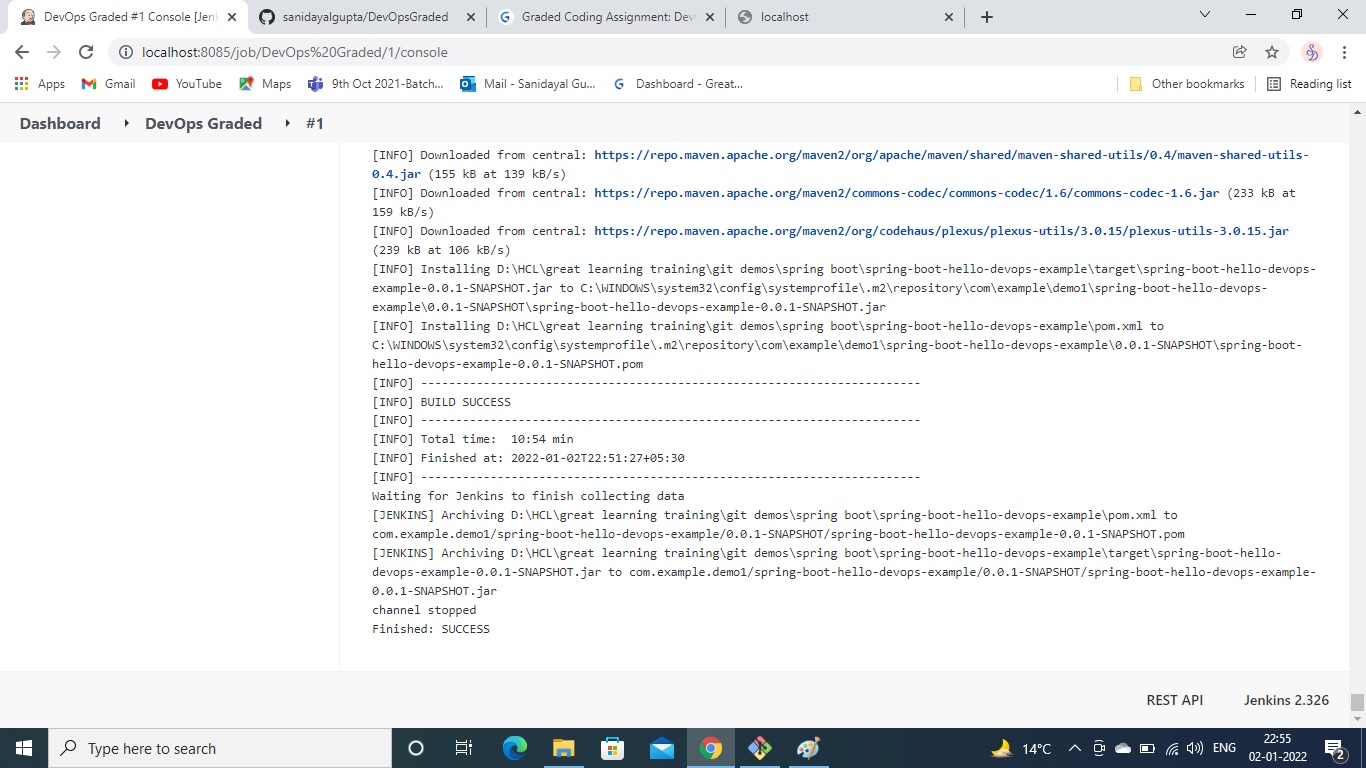 DevOps Graded #1 Console [Jen
sanidayalgupta/DevOpsGraded
Graded Coding Assignment: Dev
localhost
localhost:8085/job/DevOps%20Graded/1/console
Apps
Gmail
YouTube
Maps
9th Oct 2021-Batch...
Mail - Sanidayal Gu...
Dashboard - Great...
Other bookmarks
Reading list
Dashboard
DevOps Graded
#1
[INFO] Downloaded from central: https://repo.maven.apache.org/maven2/org/apache/maven/shared/maven-shared-utils/0.4/maven-shared-utils-
0.4.jar (155 kB at 139 kB/s)
[INFO] Downloaded from central: https://repo.maven.apache.org/maven2/commons-codec/commons-codec/1.6/commons-codec-1.6.jar (233 kB at
159 kB/s)
[INFO] Downloaded from central: https://repo.maven.apache.org/maven2/org/codehaus/plexus/plexus-utils/3.0.15/plexus-utils-3.0.15.jar
(239 kB at 106 kB/s)
[INFO] Installing D:\HCL\great learning training\git demos\spring boot\spring-boot-hello-devops-example\target\spring-boot-hello-devops-
example-0.0.1-SNAPSHOT.jar to C:\WINDOWS\system32\config\systemprofile\.m2\repository\com\example\demo1\spring-boot-hello-devops-
example\0.0.1-SNAPSHOT\spring-boot-hello-devops-example-0.0.1-SNAPSHOT.jar
[INFO] Installing D:\HCL\great learning training\git demos\spring boot\spring-boot-hello-devops-example\pom.xml to
C:\WINDOWS\system32\config\systemprofile\.m2\repository\com\example\demo1\spring-boot-hello-devops-example\0.0.1-SNAPSHOT\spring-boot-
hello-devops-example-0.0.1-SNAPSHOT.pom
[INFO] ------------------------------------------------------------------------
[INFO] BUILD SUCCESS
[INFO] ------------------------------------------------------------------------
[INFO] Total time:  10:54 min
[INFO] Finished at: 2022-01-02T22:51:27+05:30
[INFO] ------------------------------------------------------------------------
Waiting for Jenkins to finish collecting data
[JENKINS] Archiving D:\HCL\great learning training\git demos\spring boot\spring-boot-hello-devops-example\pom.xml to
com.example.demo1/spring-boot-hello-devops-example/0.0.1-SNAPSHOT/spring-boot-hello-devops-example-0.0.1-SNAPSHOT.pom
[JENKINS] Archiving D:\HCL\great learning training\git demos\spring boot\spring-boot-hello-devops-example\target\spring-boot-hello-
devops-example-0.0.1-SNAPSHOT.jar to com.example.demo1/spring-boot-hello-devops-example/0.0.1-SNAPSHOT/spring-boot-hello-devops-example-
0.0.1-SNAPSHOT.jar
channel stopped
Finished: SUCCESS
REST API
Jenkins 2.326
Type here to search
14°C
ENG
22:55
02-01-2022
2